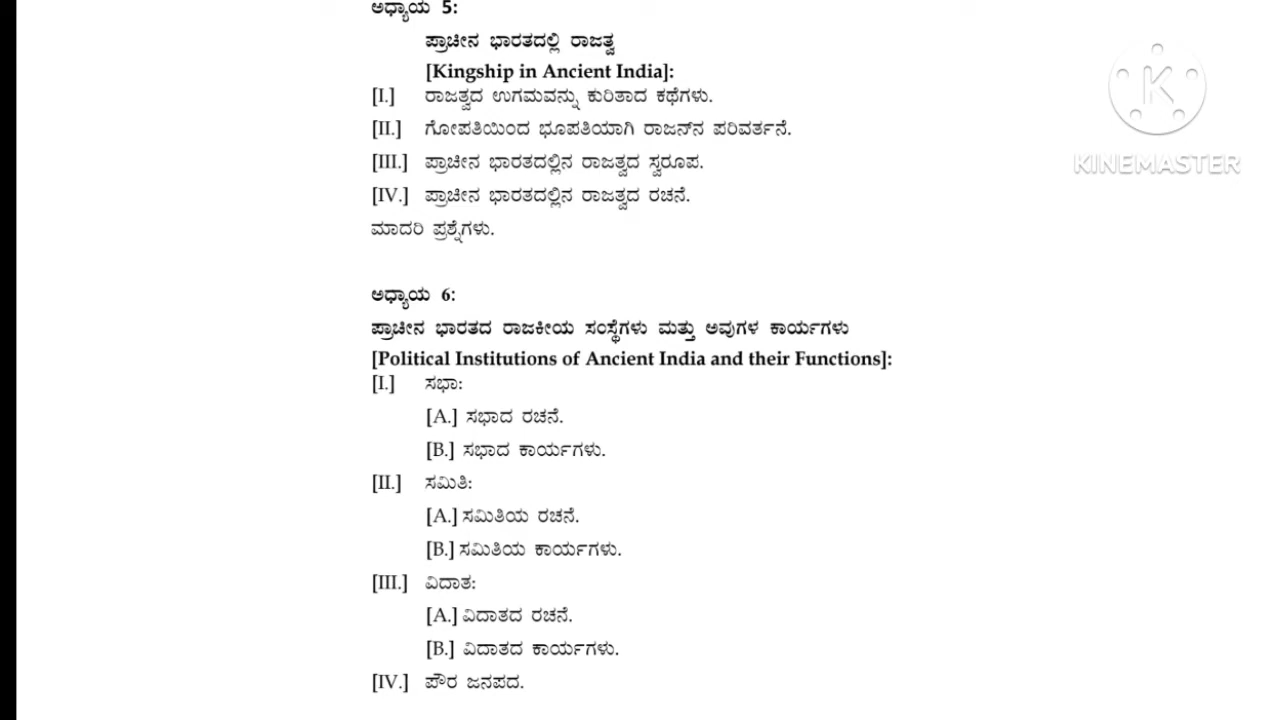 ಅಧ್ಯಾಯ 5:
ಪ್ರಾಚೀನ ಭಾರತದಲ್ಲಿ ರಾಜತ್ವ
[Kingship in Ancient India]:
[I.] ರಾಜತ್ವದ ಉಗಮವನ್ನು ಕುರಿತಾದ ಕಥೆಗಳು.
[II.] ಗೋಪತಿಯಿಂದ ಭೂಪತಿಯಾಗಿ ರಾಜನ್‌ನ ಪರಿವರ್ತನೆ.
[III.] ಪ್ರಾಚೀನ ಭಾರತದಲ್ಲಿನ ರಾಜತ್ವದ ಸ್ವರೂಪ.
[IV.] ಪ್ರಾಚೀನ ಭಾರತದಲ್ಲಿನ ರಾಜತ್ವದ ರಚನೆ.
ಮಾದರಿ ಪ್ರಶ್ನೆಗಳು.
ಅಧ್ಯಾಯ 6:
ಪ್ರಾಚೀನ ಭಾರತದ ರಾಜಕೀಯ ಸಂಸ್ಥೆಗಳು ಮತ್ತು ಅವುಗಳ ಕಾರ್ಯಗಳು
[Political Institutions of Ancient India and their Functions]:
[I.] ಸಭಾ:
[A.] ಸಭಾದ ರಚನೆ.
[B.] ಸಭಾದ ಕಾರ್ಯಗಳು.
[II.] ಸಮಿತಿ:
[A.] ಸಮಿತಿಯ ರಚನೆ.
[B.] ಸಮಿತಿಯ ಕಾರ್ಯಗಳು.
[III.] ವಿದಾತ:
[A.] ವಿದಾತದ ರಚನೆ.
[B.] ವಿದಾತದ ಕಾರ್ಯಗಳು.
[IV.] ಪೌರ ಜನಪದ.
K
KINEMASTER